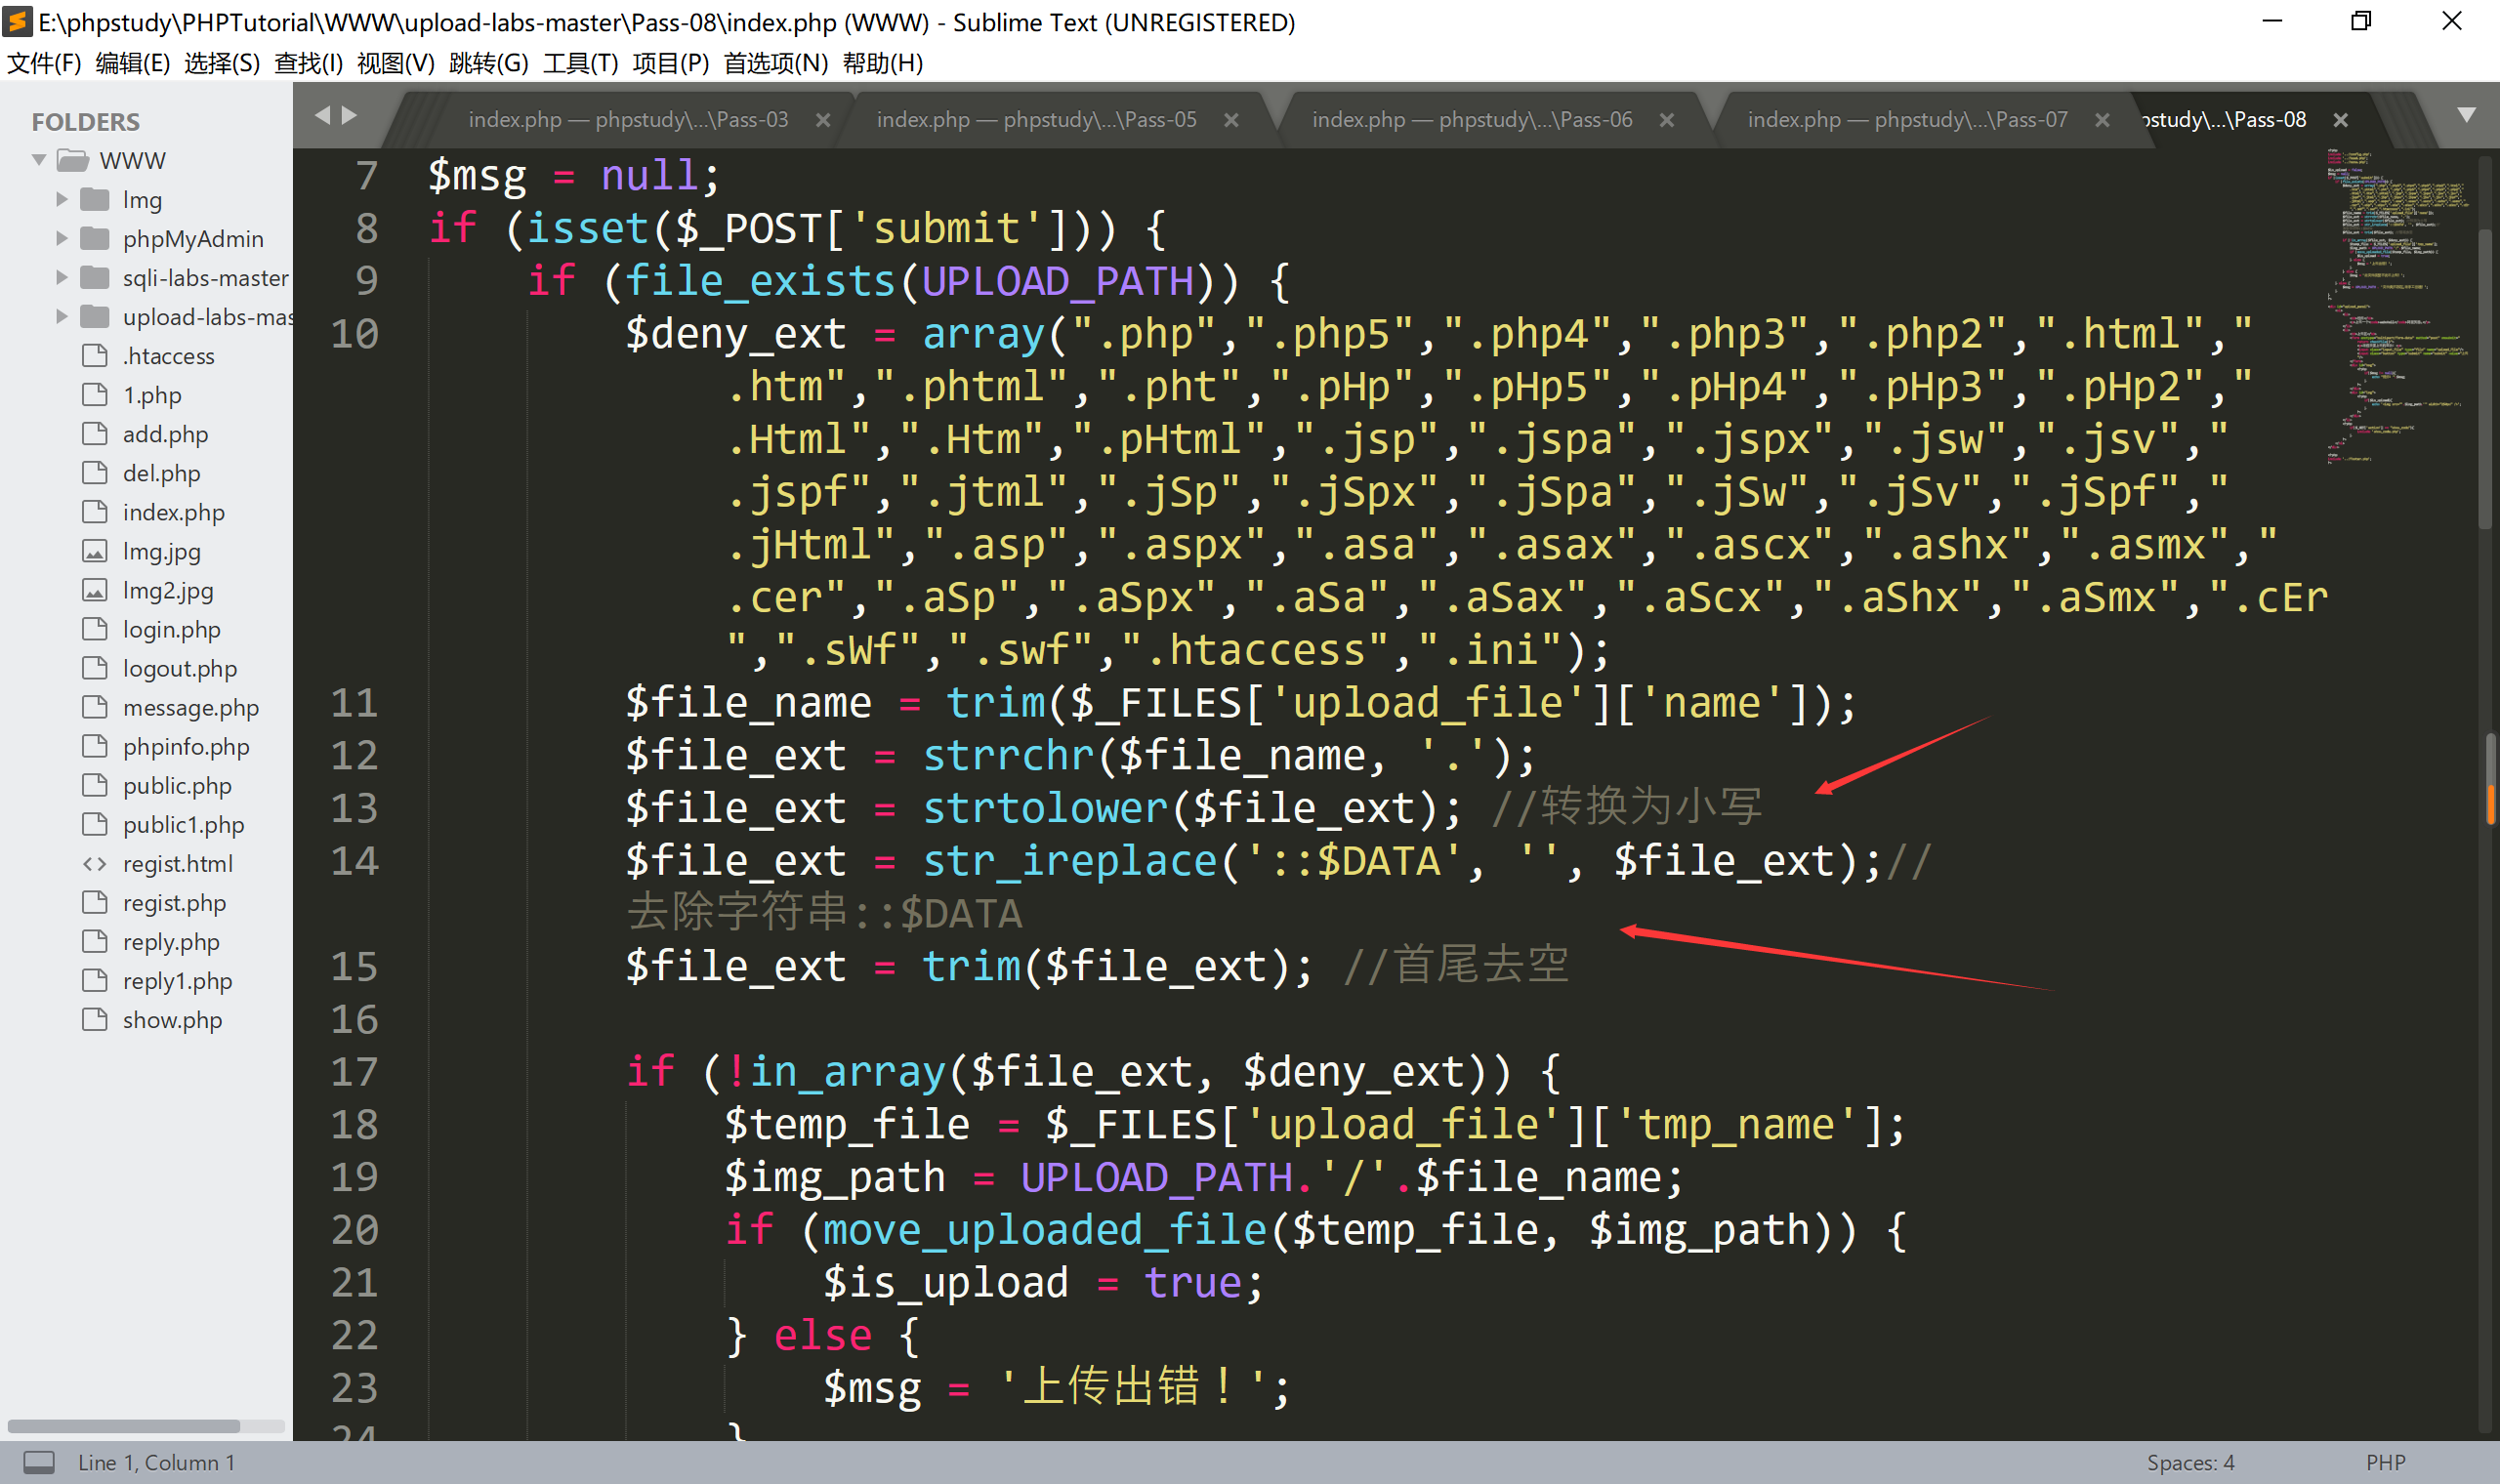 E:\phpstudy\PHPTutorial\WWW\upload-labs-master\Pass-08\index.php (WWW) - Sublime Text (UNREGISTERED)
文件(F) 编辑(E) 选择(S) 查找(I) 视图(V) 跳转(G) 工具(T) 项目(P) 首选项(N) 帮助(H)
FOLDERS
WWW
lmg
phpMyAdmin
sqli-labs-master
upload-labs-mas
.htaccess
1.php
add.php
del.php
index.php
lmg.jpg
lmg2.jpg
login.php
logout.php
message.php
phpinfo.php
public.php
public1.php
regist.html
regist.php
reply.php
reply1.php
show.php
index.php — phpstudy\...\Pass-03
index.php — phpstudy\...\Pass-05
index.php — phpstudy\...\Pass-06
index.php — phpstudy\...\Pass-07
pstudy\...\Pass-08
7 $msg = null;
8 if (isset($_POST['submit'])) {
9 if (file_exists(UPLOAD_PATH)) {
10 $deny_ext = array(".php",".php5",".php4",".php3",".php2",".html","
.htm",".phtml",".pht",".pHp",".pHp5",".pHp4",".pHp3",".pHp2","
.Html",".Htm",".pHtml",".jsp",".jspa",".jspx",".jsw",".jsv","
.jspf",".jtml",".jSp",".jSpx",".jSpa",".jSw",".jSv",".jSpf","
.jHtml",".asp",".aspx",".asa",".asax",".ascx",".ashx",".asmx","
.cer",".aSp",".aSpx",".aSa",".aSax",".aScx",".aShx",".aSmx",".cEr
",".sWf",".swf",".htaccess",".ini");
11 $file_name = trim($_FILES['upload_file']['name']);
12 $file_ext = strrchr($file_name, '.');
13 $file_ext = strtolower($file_ext); //转换为小写
14 $file_ext = str_ireplace('::$DATA', '', $file_ext);//
去除字符串::$DATA
15 $file_ext = trim($file_ext); //首尾去空
16
17 if (!in_array($file_ext, $deny_ext)) {
18 $temp_file = $_FILES['upload_file']['tmp_name'];
19 $img_path = UPLOAD_PATH.'/'.$file_name;
20 if (move_uploaded_file($temp_file, $img_path)) {
21 $is_upload = true;
22 } else {
23 $msg = '上传出错！';
24 }
Line 1, Column 1
Spaces: 4
PHP